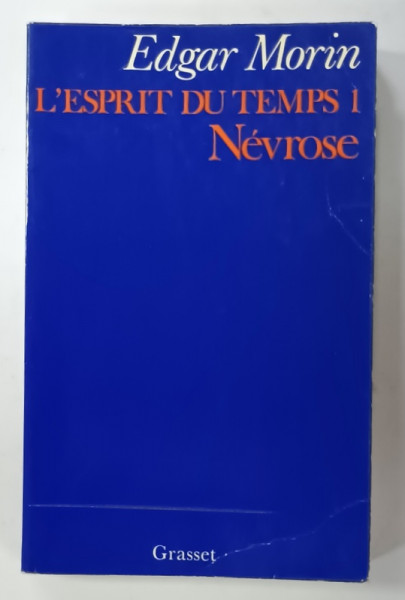 Edgar Morin
L'ESPRIT DU TEMPS 1
Névrose
Grasset